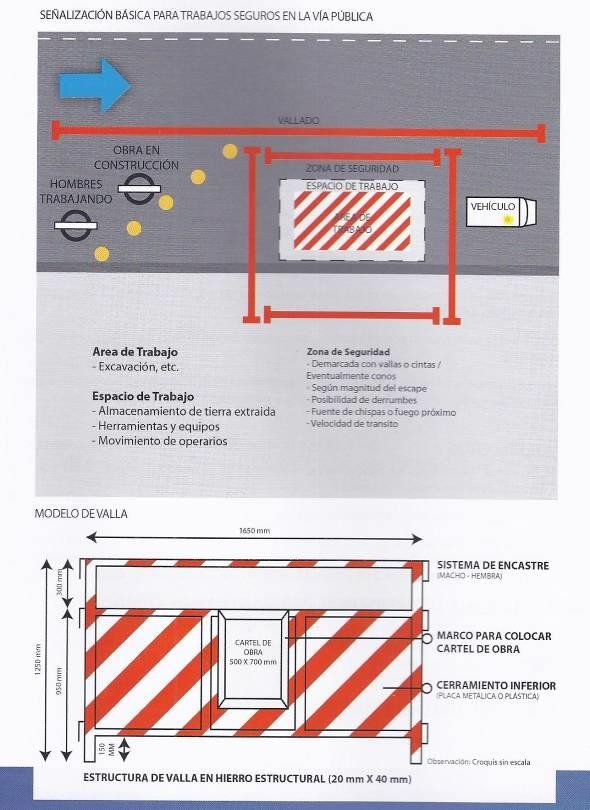 SEÑALIZACIÓN BÁSICA PARA TRABAJOS SEGUROS EN LA VÍA PÚBLICA
VALLADO
OBRA EN
CONSTRUCCIÓN
HOMBRES
TRABAJANDO
ZONA DE SEGURIDAD
ESPACIO DE TRABAJO
AREA DE
TRABAJO
VEHÍCULO
Area de Trabajo
- Excavación, etc.
Espacio de Trabajo
- Almacenamiento de tierra extraida
- Herramientas y equipos
- Movimiento de operarios
Zona de Seguridad
- Demarcada con vallas o cintas /
Eventualmente conos
- Según magnitud del escape
- Posibilidad de derrumbes
- Fuente de chispas o fuego próximo
- Velocidad de transito
MODELO DE VALLA
1650 mm
300 mm
1250 mm
950 mm
150
MM
CARTEL DE
OBRA
500 X 700 mm
SISTEMA DE ENCASTRE
(MACHO - HEMBRA)
MARCO PARA COLOCAR
CARTEL DE OBRA
CERRAMIENTO INFERIOR
(PLACA METÁLICA O PLÁSTICA)
Observación: Croquis sin escala
ESTRUCTURA DE VALLA EN HIERRO ESTRUCTURAL (20 mm X 40 mm)